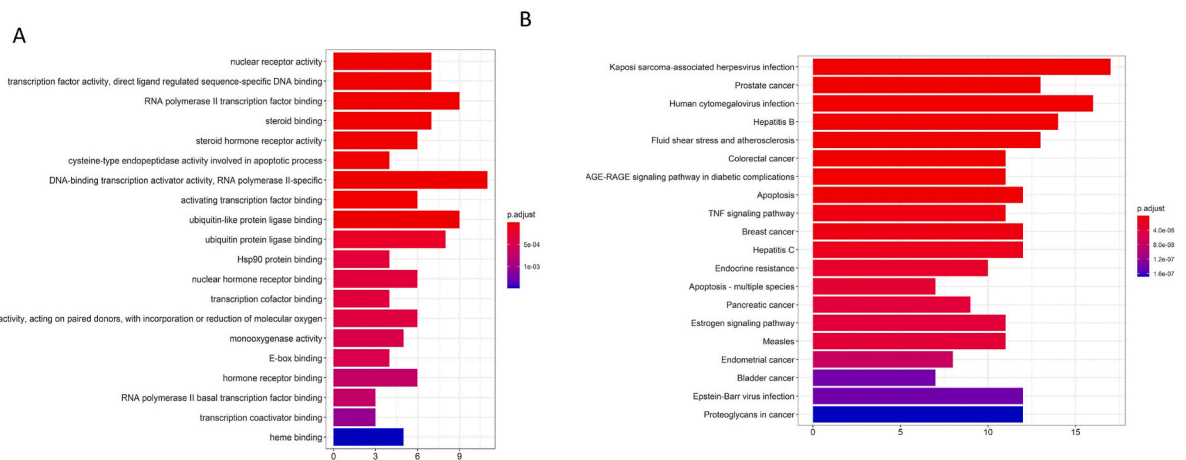 A
nuclear receptor activity
transcription factor activity, direct ligand regulated sequence-specific DNA binding
RNA polymerase II transcription factor binding
steroid binding
steroid hormone receptor activity
cysteine-type endopeptidase activity involved in apoptotic process
DNA-binding transcription activator activity, RNA polymerase II-specific
activating transcription factor binding
ubiquitin-like protein ligase binding
ubiquitin protein ligase binding
Hsp90 protein binding
nuclear hormone receptor binding
transcription cofactor binding
activity, acting on paired donors, with incorporation or reduction of molecular oxygen
monooxygenase activity
E-box binding
hormone receptor binding
RNA polymerase II basal transcription factor binding
transcription coactivator binding
heme binding
0 3 6 9
p.adjust
5e-04
1e-03
B
Kaposi sarcoma-associated herpesvirus infection
Prostate cancer
Human cytomegalovirus infection
Hepatitis B
Fluid shear stress and atherosclerosis
Colorectal cancer
AGE-RAGE signaling pathway in diabetic complications
Apoptosis
TNF signaling pathway
Breast cancer
Hepatitis C
Endocrine resistance
Apoptosis - multiple species
Pancreatic cancer
Estrogen signaling pathway
Measles
Endometrial cancer
Bladder cancer
Epstein-Barr virus infection
Proteoglycans in cancer
0 5 10 15
p.adjust
4.0e-08
8.0e-08
1.2e-07
1.6e-07